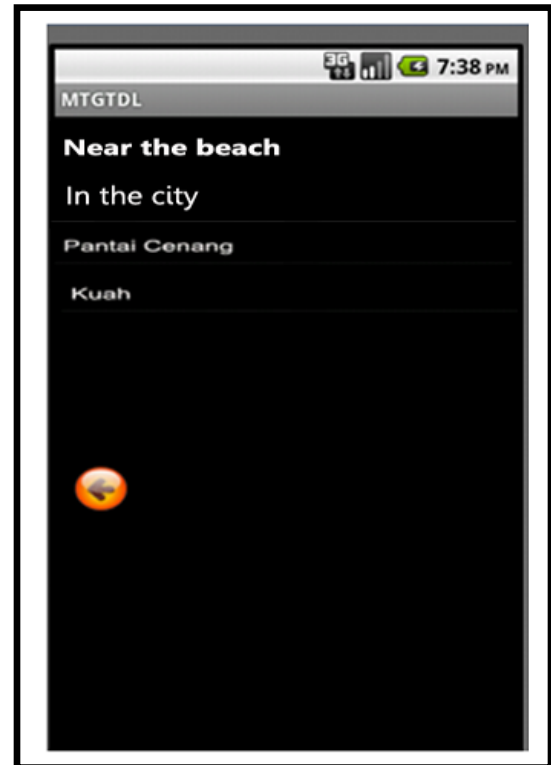 3G 7:38 PM
MTGTDL
Near the beach
In the city
Pantai Cenang
Kuah